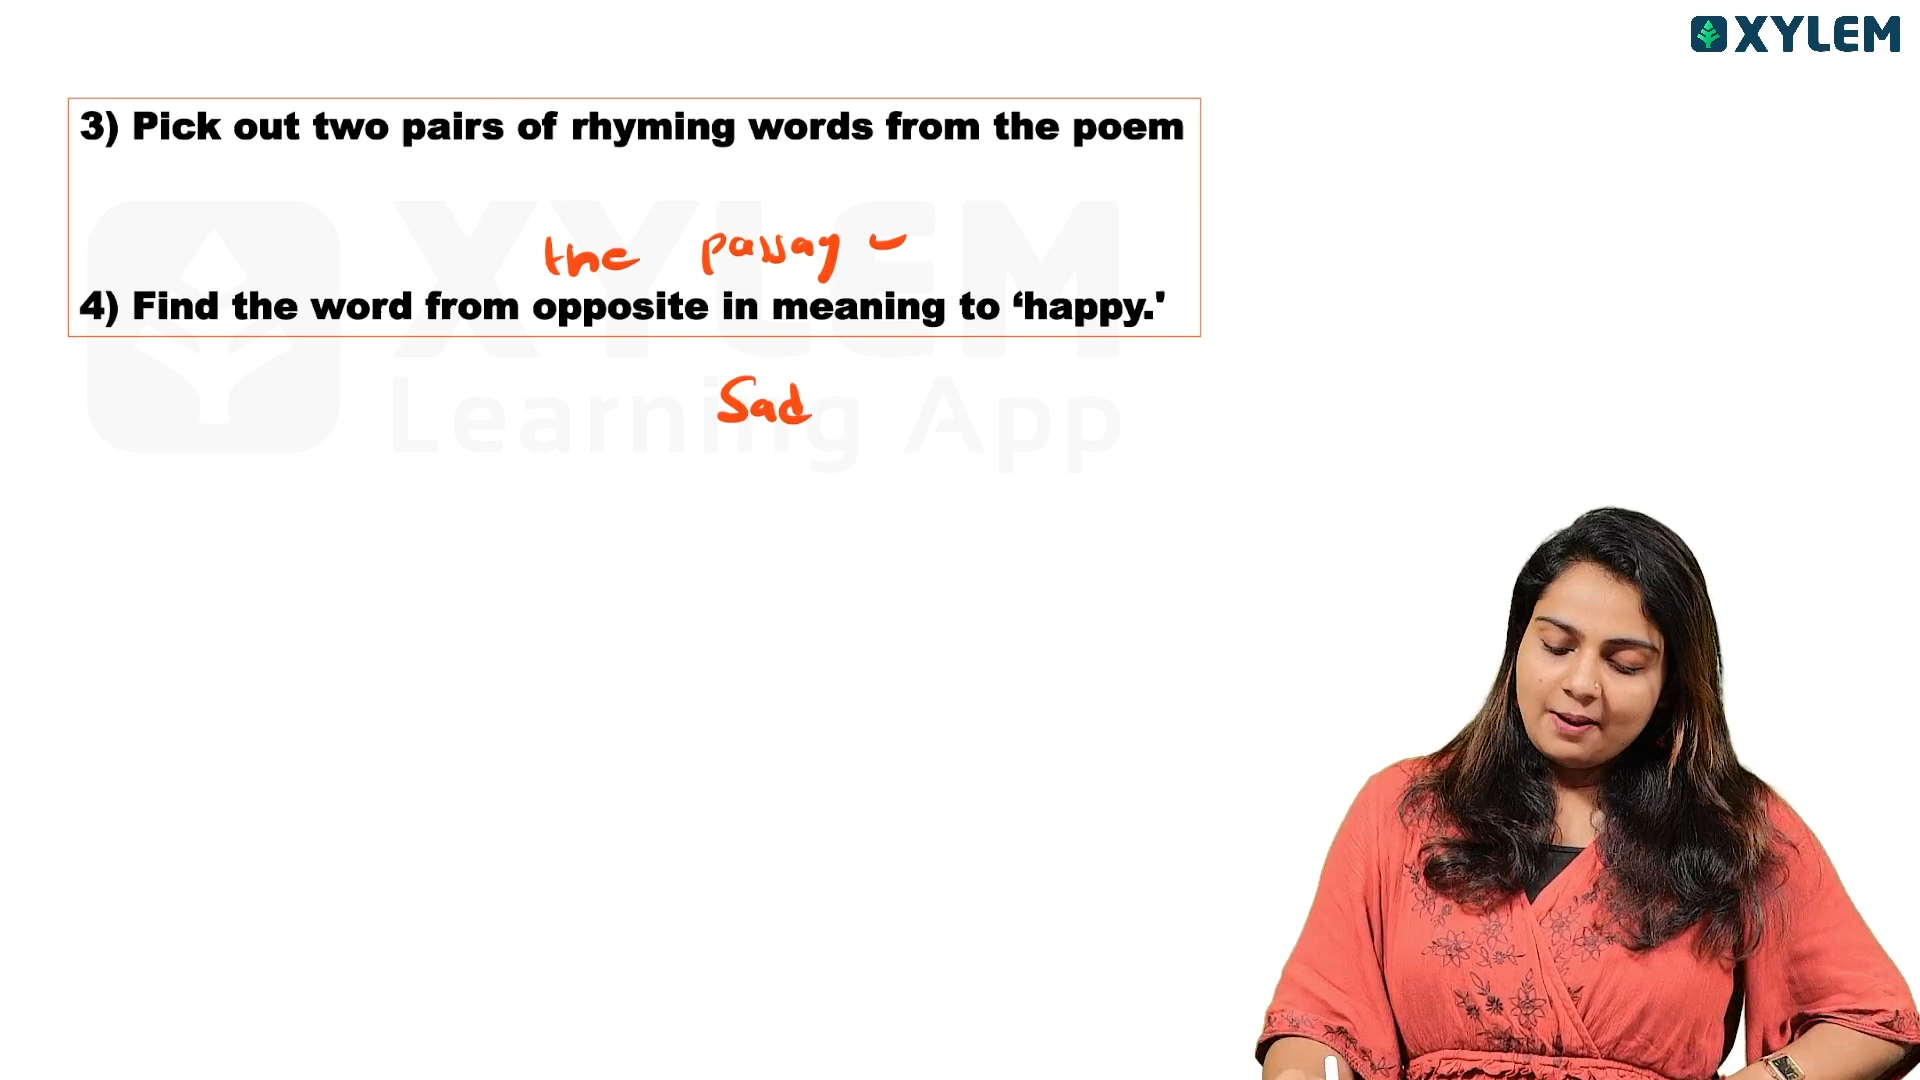 XYLEM
3) Pick out two pairs of rhyming words from the poem
the passage
4) Find the word from opposite in meaning to ‘happy.'
Sad
XYLEM
Learning App